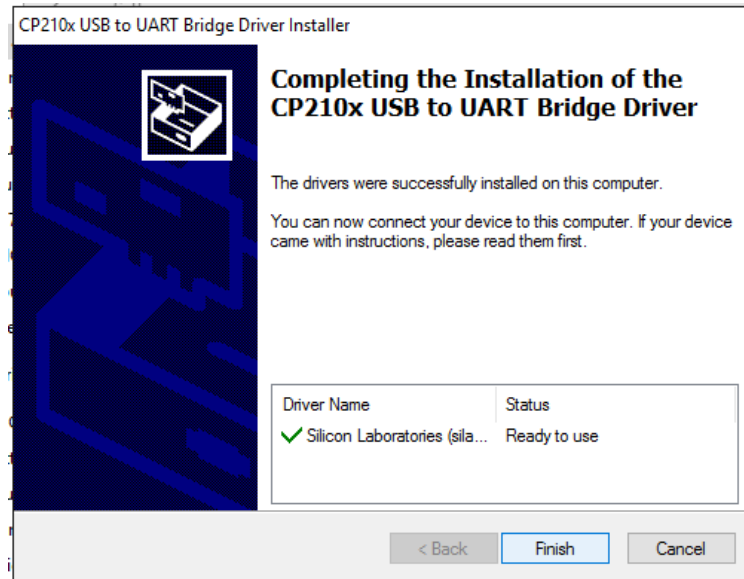 CP210x USB to UART Bridge Driver Installer
Completing the Installation of the
CP210x USB to UART Bridge Driver
The drivers were successfully installed on this computer.
You can now connect your device to this computer. If your device
came with instructions, please read them first.
Driver Name Status
Silicon Laboratories (sila... Ready to use
< Back Finish Cancel